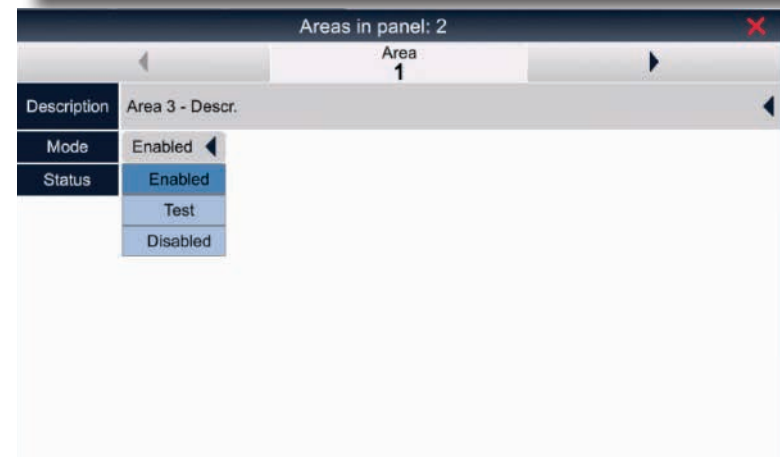 Areas in panel: 2
Area
1
Description Area 3 - Descr.
Mode Enabled
Status Enabled
Test
Disabled